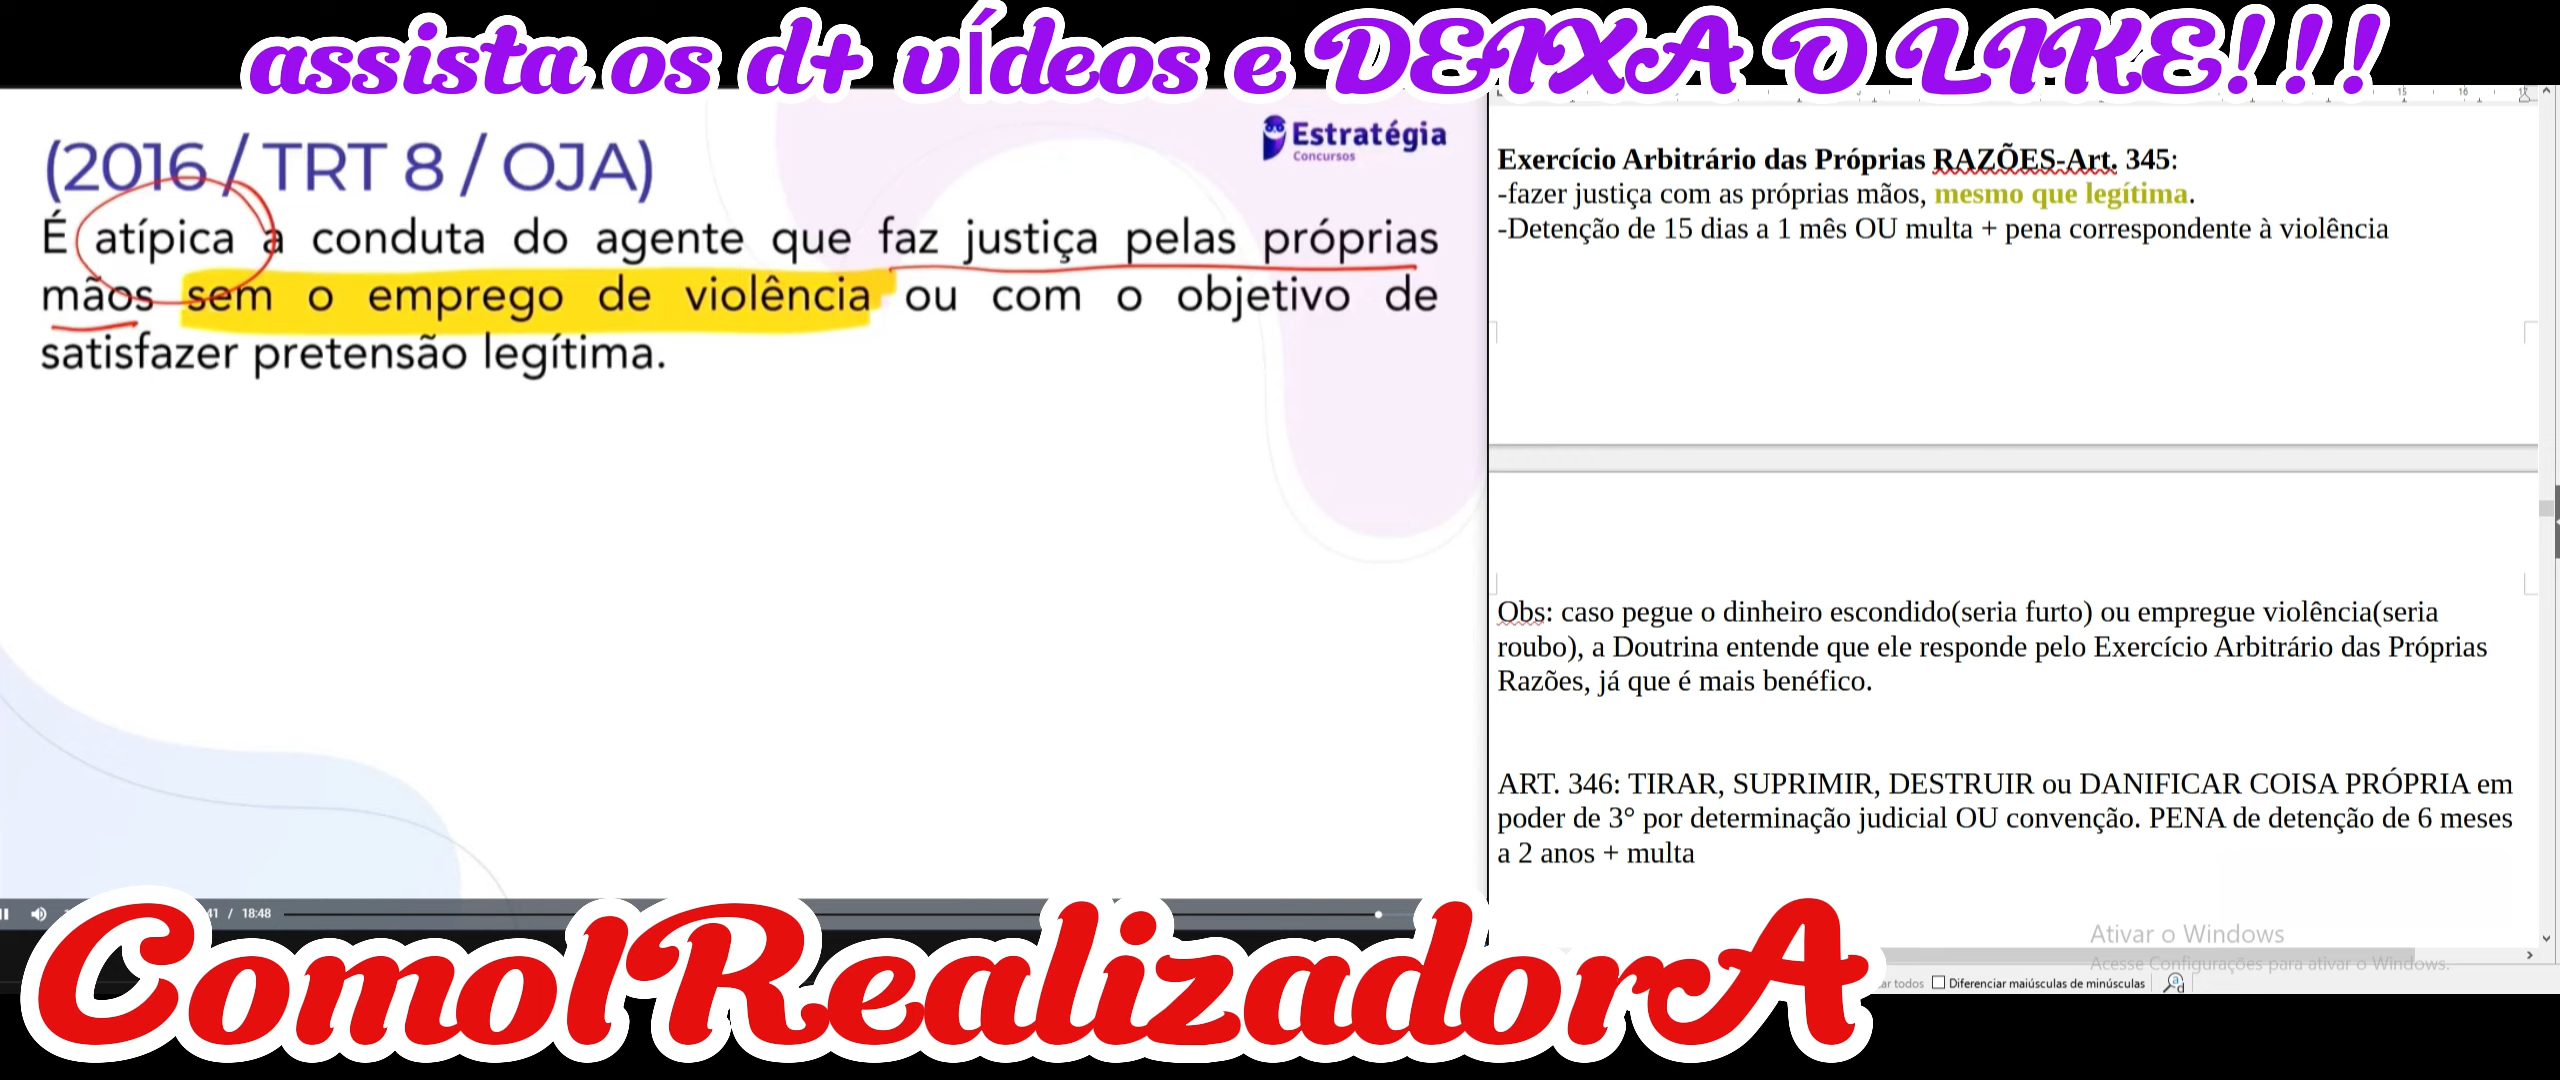 assista os d+ vídeos e DEIXA O LIKE!!!
Estratégia
Concursos
(2016 / TRT 8 / OJA)
É atípica a conduta do agente que faz justiça pelas próprias
mãos sem o emprego de violência ou com o objetivo de
satisfazer pretensão legítima.
15 16
Exercício Arbitrário das Próprias RAZÕES-Art. 345:
-fazer justiça com as próprias mãos, mesmo que legítima.
-Detenção de 15 dias a 1 mês OU multa + pena correspondente à violência
Obs: caso pegue o dinheiro escondido(seria furto) ou empregue violência(seria
roubo), a Doutrina entende que ele responde pelo Exercício Arbitrário das Próprias
Razões, já que é mais benéfico.
ART. 346: TIRAR, SUPRIMIR, DESTRUIR ou DANIFICAR COISA PRÓPRIA em
poder de 3° por determinação judicial OU convenção. PENA de detenção de 6 meses
a 2 anos + multa
41 / 18:48
Ativar o Windows
Acesse Configurações para ativar o Windows.
ar todos Diferenciar maiúsculas de minúsculas
ComolRealizadorA